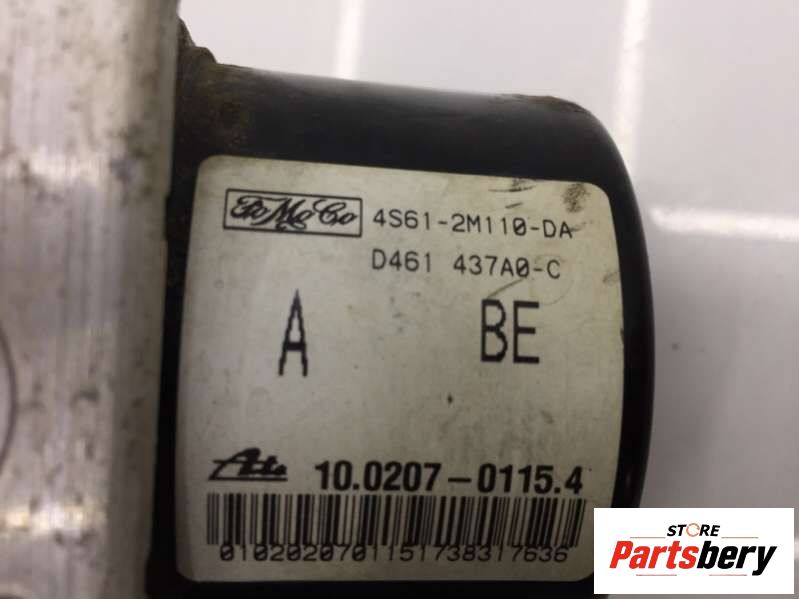 FoMoCo 4S61-2M110-DA
D461 437A0-C
A BE
Ate 10.0207-0115.4
0102020701151738317636
STORE
Partsbery